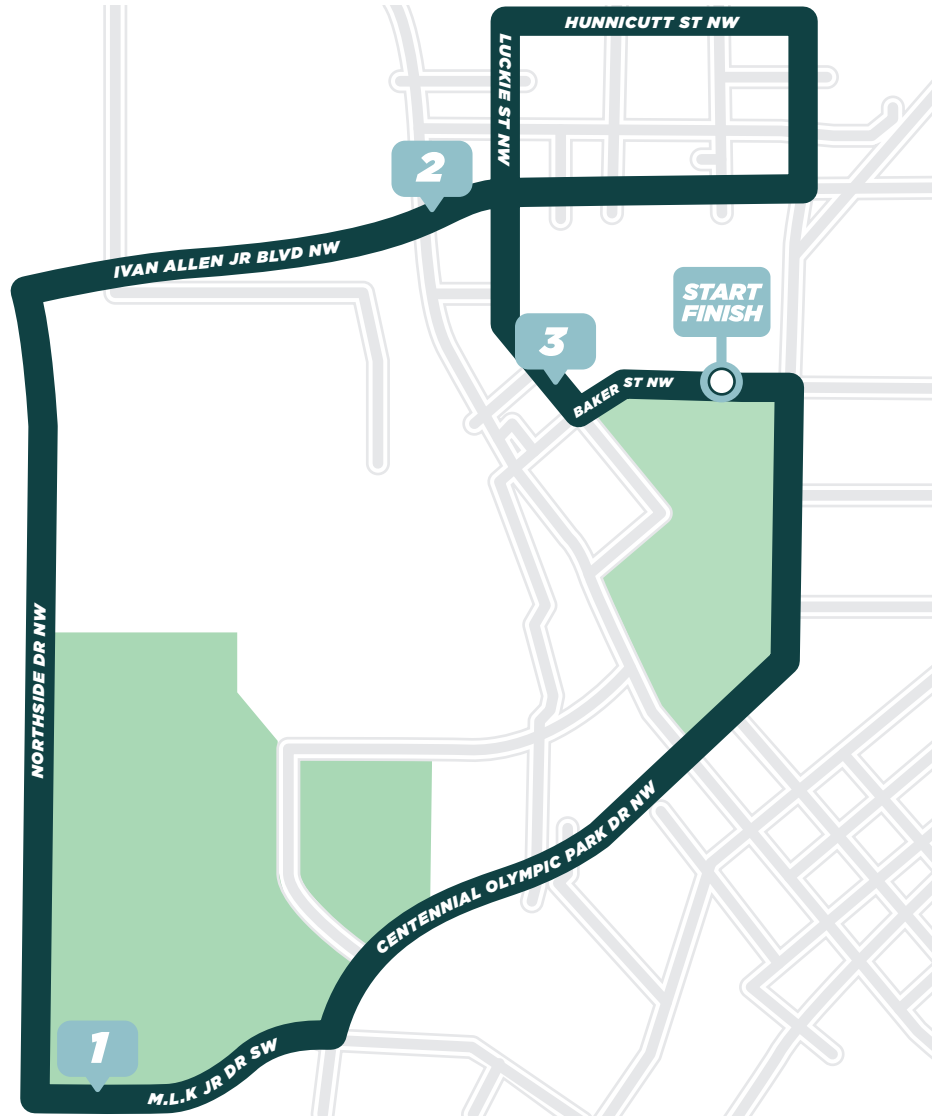 HUNNICUTT ST NW
LUCKIE ST NW
2
IVAN ALLEN JR BLVD NW
START
FINISH
3
BAKER ST NW
NORTHSIDE DR NW
CENTENNIAL OLYMPIC PARK DR NW
1
M.L.K JR DR SW